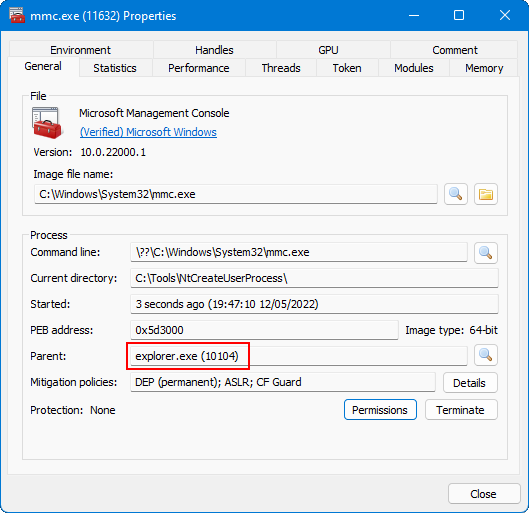 mmc.exe (11632) Properties
Environment Handles GPU Comment
General Statistics Performance Threads Token Modules Memory
File
Microsoft Management Console
(Verified) Microsoft Windows
Version: 10.0.22000.1
Image file name:
C:\Windows\System32\mmc.exe
Process
Command line: \??\C:\Windows\System32\mmc.exe
Current directory: C:\Tools\NtCreateUserProcess\
Started: 3 seconds ago (19:47:10 12/05/2022)
PEB address: 0x5d3000 Image type: 64-bit
Parent: explorer.exe (10104)
Mitigation policies: DEP (permanent); ASLR; CF Guard Details
Protection: None Permissions Terminate
Close